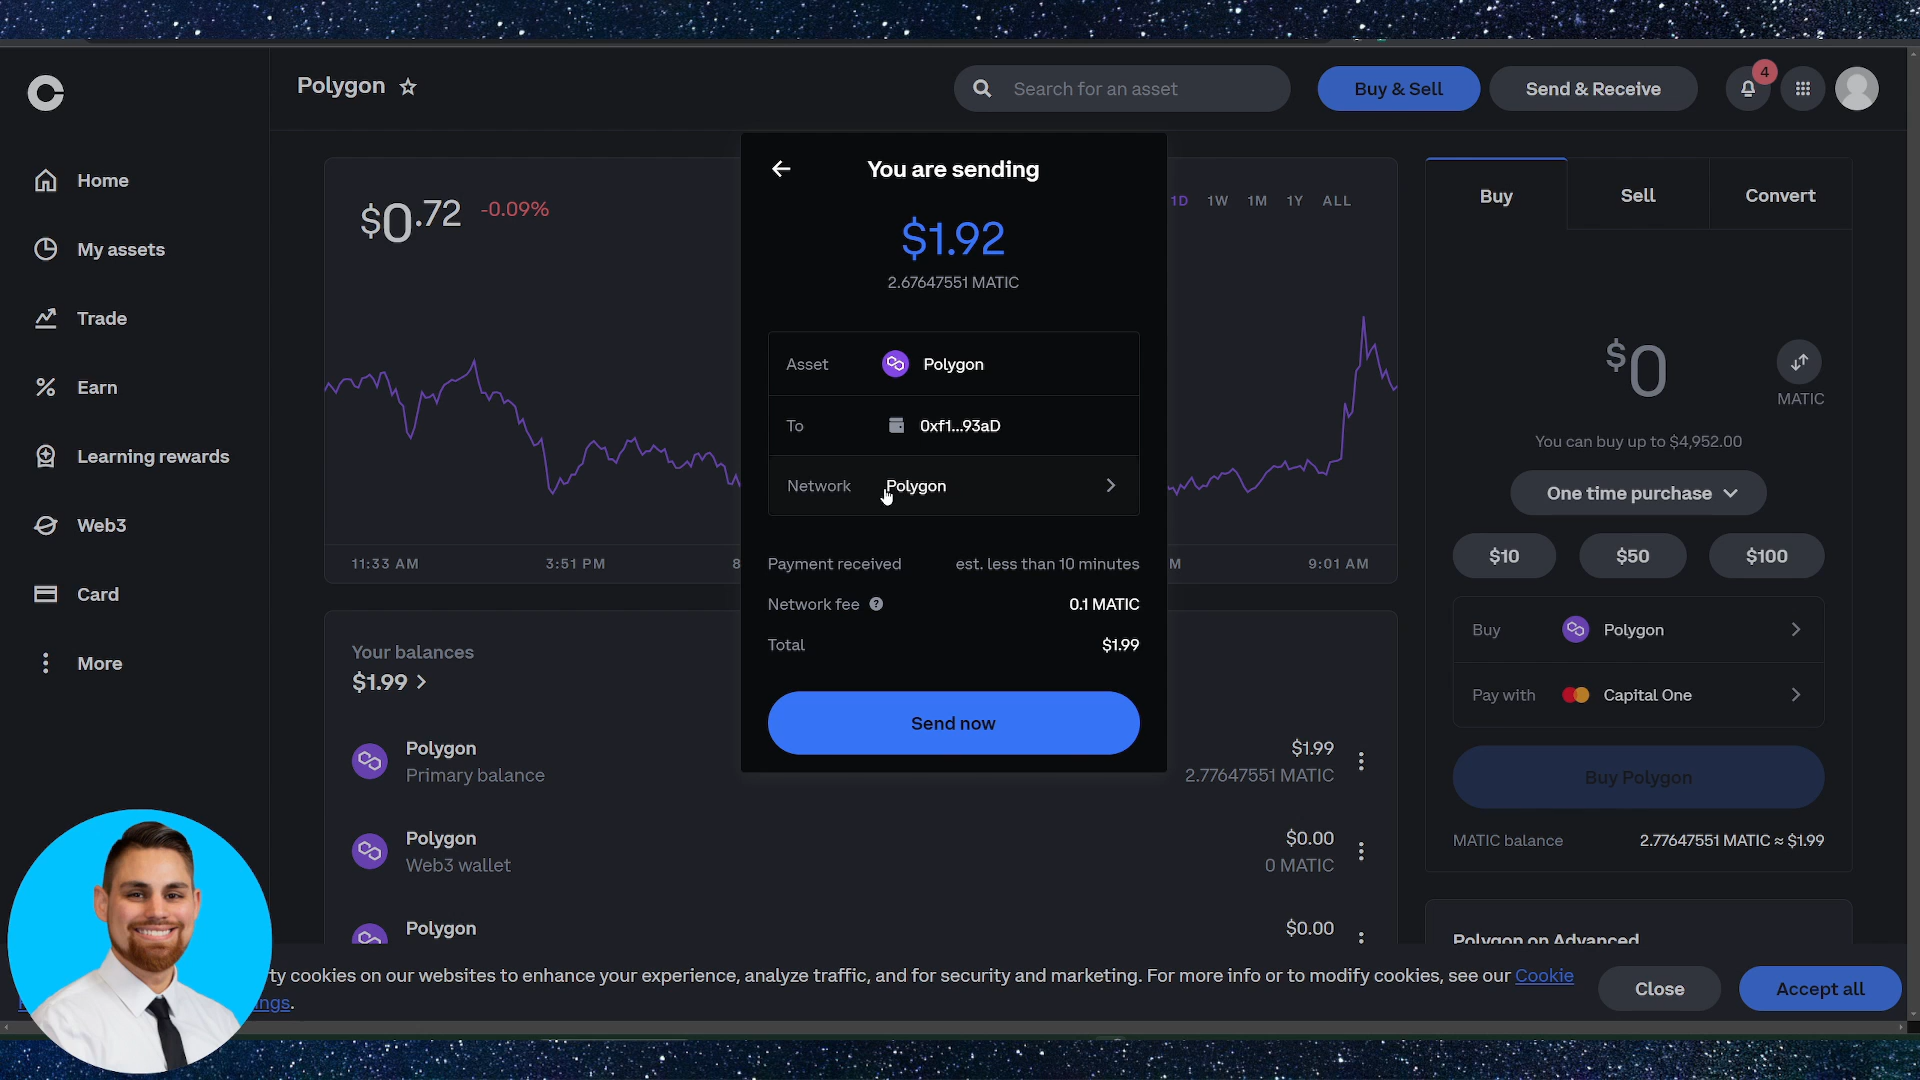 Polygon
Search for an asset
Buy & Sell
Send & Receive
4
Home
My assets
Trade
Earn
Learning rewards
Web3
Card
More
$0.72 -0.09%
1D 1W 1M 1Y ALL
11:33 AM 3:51 PM 8 M 9:01 AM
You are sending
$1.92
2.67647551 MATIC
Asset Polygon
To 0xf1...93aD
Network Polygon
Payment received est. less than 10 minutes
Network fee ? 0.1 MATIC
Total $1.99
Send now
Your balances
$1.99
Polygon $1.99
Primary balance 2.77647551 MATIC
Polygon $0.00
Web3 wallet 0 MATIC
Polygon $0.00
Buy Sell Convert
$0
MATIC
You can buy up to $4,952.00
One time purchase
$10 $50 $100
Buy Polygon
Pay with Capital One
Buy Polygon
MATIC balance 2.77647551 MATIC ≈ $1.99
Polygon on Advanced
ty cookies on our websites to enhance your experience, analyze traffic, and for security and marketing. For more info or to modify cookies, see our Cookie
ngs.
Close
Accept all